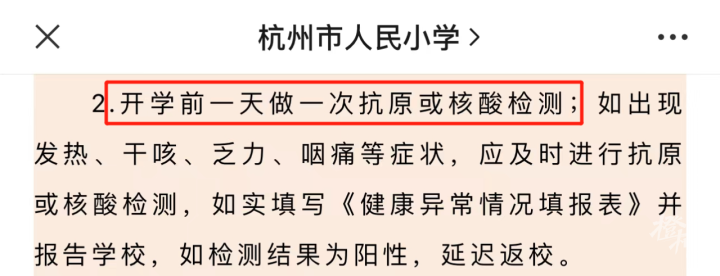 杭州市人民小学
2.开学前一天做一次抗原或核酸检测；如出现
发热、干咳、乏力、咽痛等症状，应及时进行抗原
或核酸检测，如实填写《健康异常情况填报表》并
报告学校，如检测结果为阳性，延迟返校。